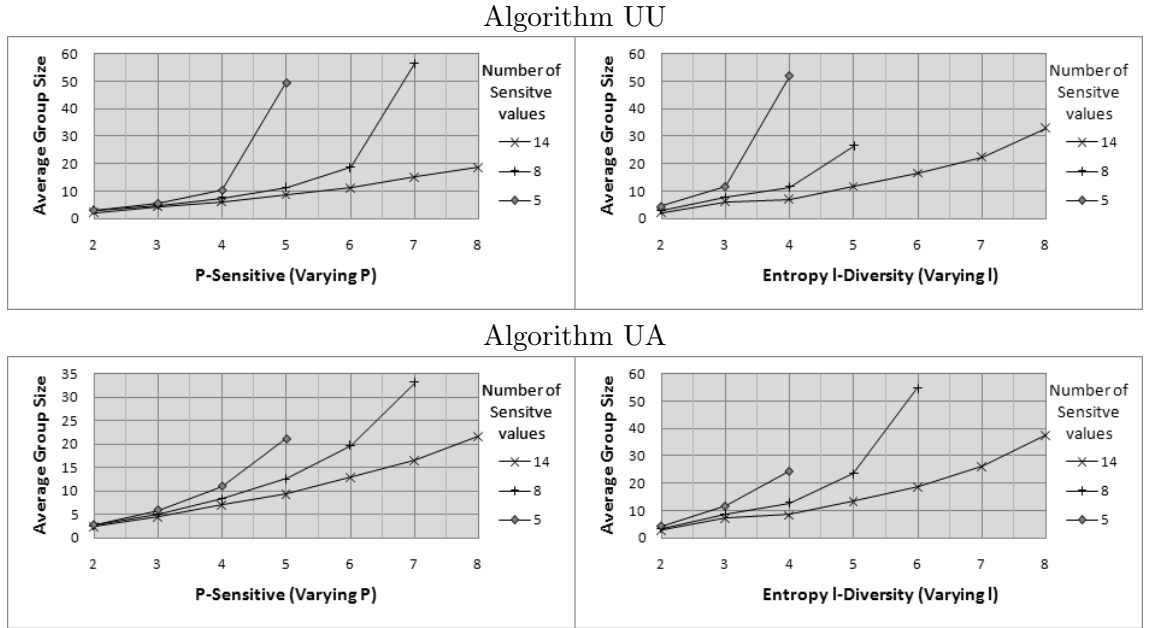 Algorithm UU
Average Group Size
60
50
40
30
20
10
0
2 3 4 5 6 7 8
P-Sensitive (Varying P)
Number of
Sensitve
values
14
8
5
Average Group Size
60
50
40
30
20
10
0
2 3 4 5 6 7 8
Entropy l-Diversity (Varying l)
Number of
Sensitve
values
14
8
5
Algorithm UA
Average Group Size
35
30
25
20
15
10
5
0
2 3 4 5 6 7 8
P-Sensitive (Varying P)
Number of
Sensitve
values
14
8
5
Average Group Size
60
50
40
30
20
10
0
2 3 4 5 6 7 8
Entropy l-Diversity (Varying l)
Number of
Sensitve
values
14
8
5